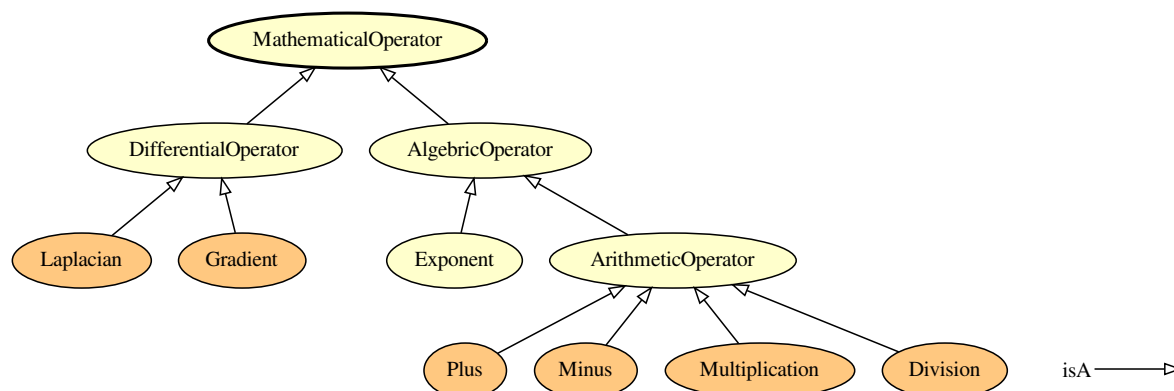 MathematicalOperator
DifferentialOperator
AlgebricOperator
Laplacian
Gradient
Exponent
ArithmeticOperator
Plus
Minus
Multiplication
Division
isA